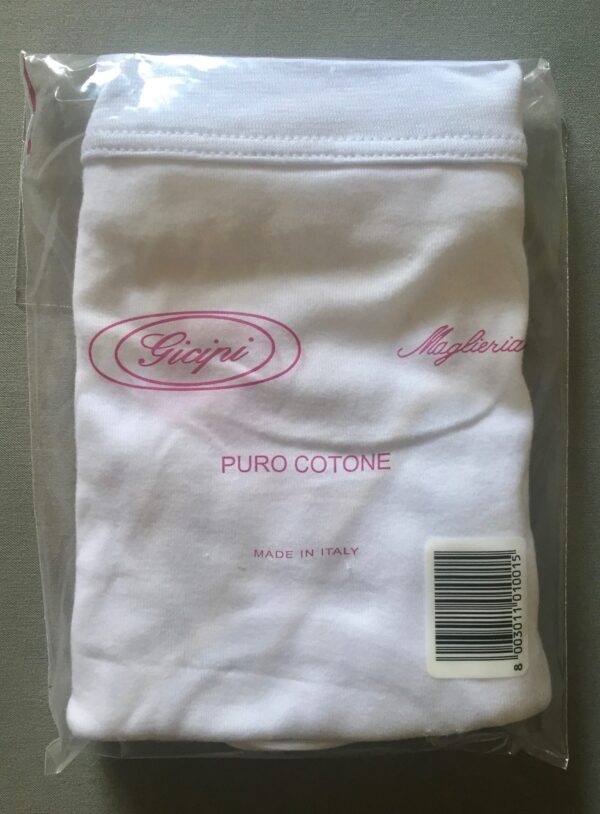 Gicipi
Maglieria
PURO COTONE
MADE IN ITALY
8 003011 010015